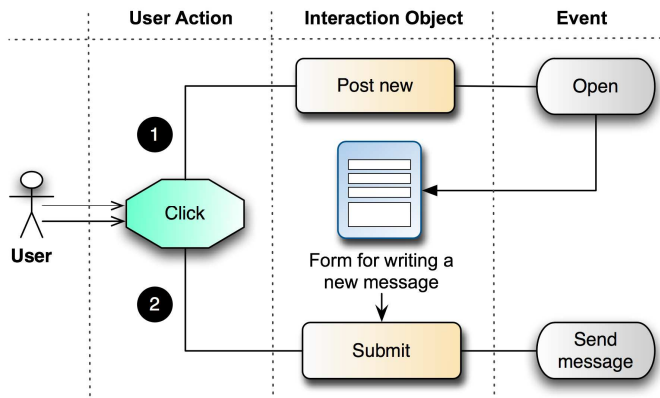 User Action
Interaction Object
Event
Post new
Open
1
Click
User
Form for writing a
new message
2
Submit
Send
message